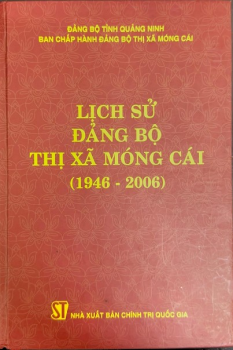 ĐẢNG BỘ TỈNH QUẢNG NINH
BAN CHẤP HÀNH ĐẢNG BỘ THỊ XÃ MÓNG CÁI
LỊCH SỬ
ĐẢNG BỘ
THỊ XÃ MÓNG CÁI
(1946 - 2006)
ST NHÀ XUẤT BẢN CHÍNH TRỊ QUỐC GIA